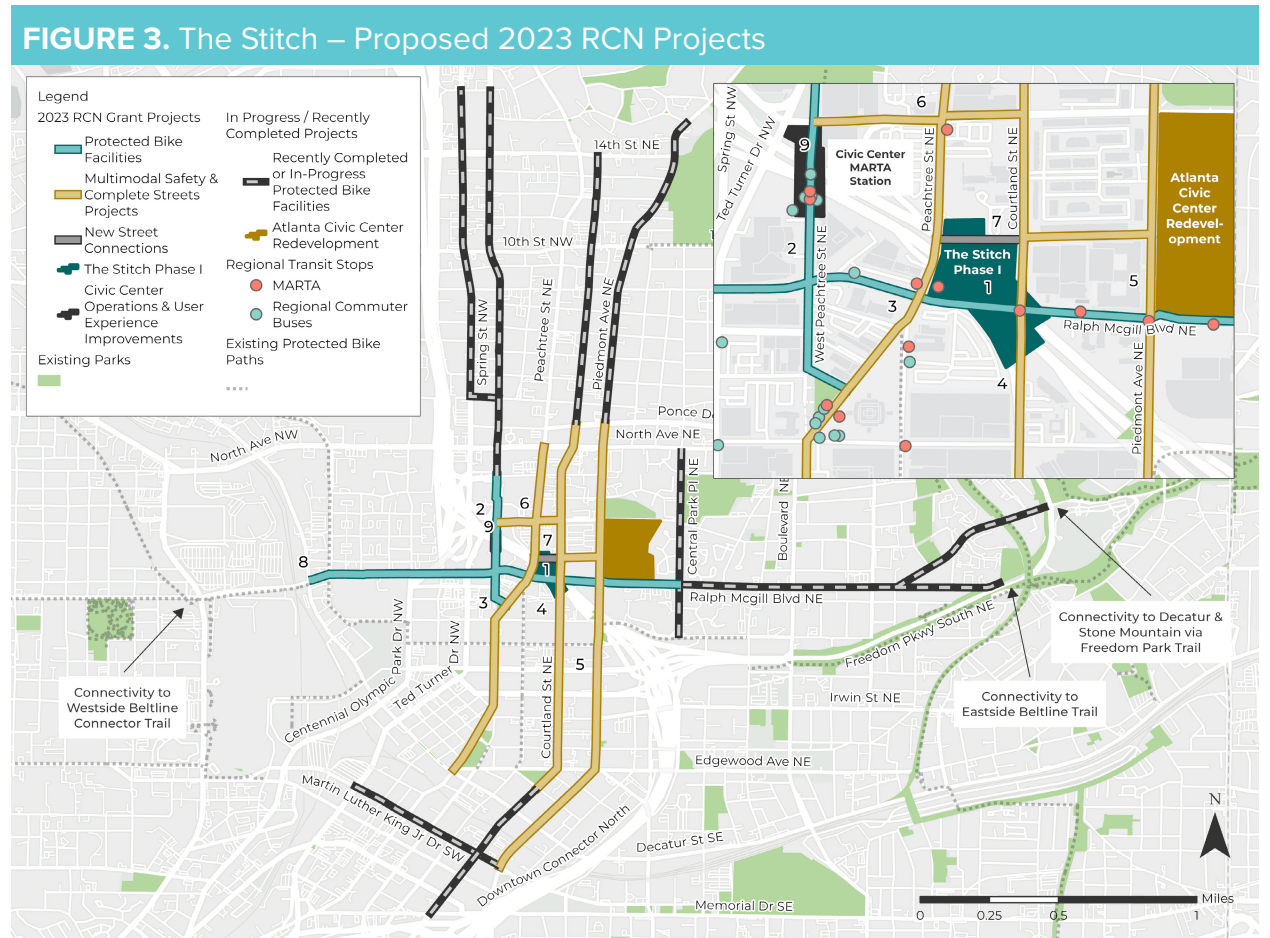 FIGURE 3. The Stitch – Proposed 2023 RCN Projects
Legend
2023 RCN Grant Projects
Protected Bike
Facilities
Multimodal Safety &
Complete Streets
Projects
New Street
Connections
The Stitch Phase I
Civic Center
Operations & User
Experience
Improvements
Existing Parks
In Progress / Recently
Completed Projects
Recently Completed
or In-Progress
Protected Bike
Facilities
Atlanta Civic Center
Redevelopment
Regional Transit Stops
MARTA
Regional Commuter
Buses
Existing Protected Bike
Paths
14th St NE
10th St NW
Spring St NW
Peachtree St NE
Piedmont Ave NE
Ponce D
North Ave NE
North Ave NW
Central Park Pl NE
Boulevard NE
2
9
6
7
1
8
3
4
5
Ralph Mcgill Blvd NE
Freedom Pkwy South NE
Park Dr NW
Centennial Olympic
Ted Turner
Dr NW
Courtland St NE
Irwin St NE
Edgewood Ave NE
Martin Luther King Jr Dr SW
Downtown Connector North
Decatur St SE
Memorial Dr SE
Connectivity to
Westside Beltline
Connector Trail
Connectivity to Decatur &
Stone Mountain via
Freedom Park Trail
Connectivity to
Eastside Beltline Trail
Spring St NW
Ted Turner Dr NW
9
Civic Center
MARTA
Station
6
Peachtree St NE
Courtland St NE
Atlanta
Civic
Center
Redevel-
opment
2
West Peachtree St NE
7
The Stitch
Phase I
1
3
5
Ralph Mcgill Blvd NE
4
Piedmont Ave NE
N
Miles
0
0.25
0.5
1